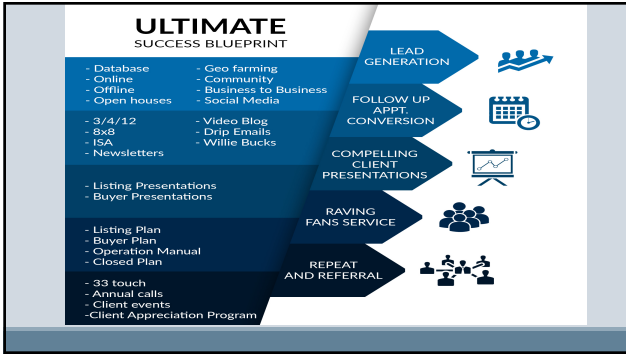 ULTIMATE
SUCCESS BLUEPRINT
- Database
- Online
- Offline
- Open houses
- Geo farming
- Community
- Business to Business
- Social Media
LEAD
GENERATION
- 3/4/12
- 8x8
- ISA
- Newsletters
- Video Blog
- Drip Emails
- Willie Bucks
FOLLOW UP
APPT.
CONVERSION
- Listing Presentations
- Buyer Presentations
COMPELLING
CLIENT
PRESENTATIONS
- Listing Plan
- Buyer Plan
- Operation Manual
- Closed Plan
RAVING
FANS SERVICE
- 33 touch
- Annual calls
- Client events
-Client Appreciation Program
REPEAT
AND REFERRAL